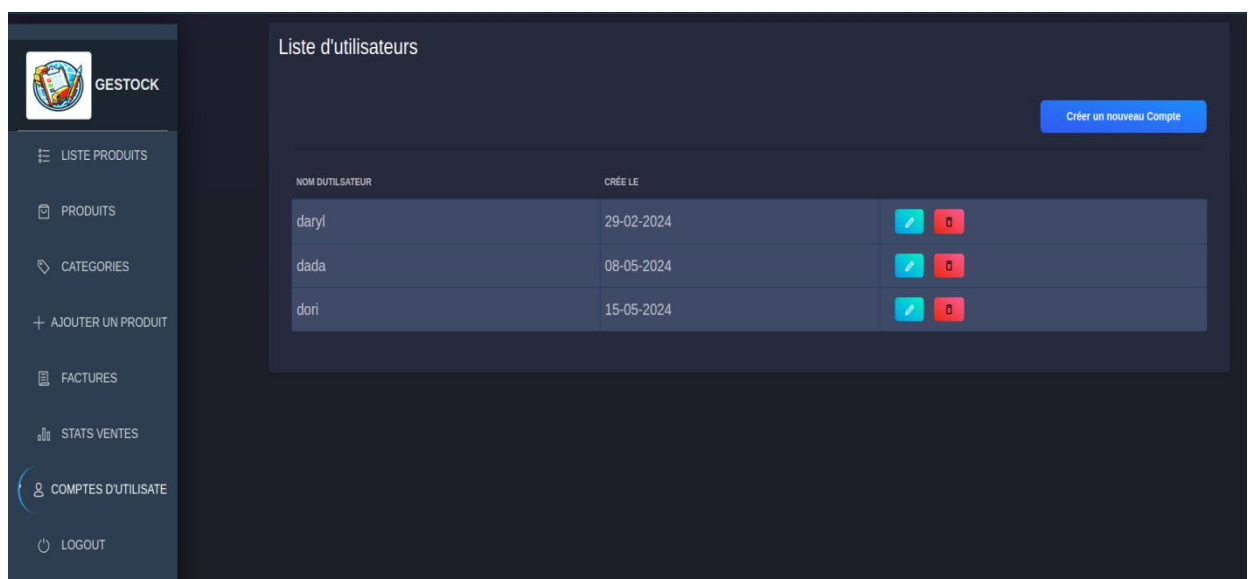 GESTOCK
LISTE PRODUITS
PRODUITS
CATEGORIES
AJOUTER UN PRODUIT
FACTURES
STATS VENTES
COMPTES D'UTILISATE
LOGOUT
Liste d'utilisateurs
Créer un nouveau Compte
NOM DUTILSATEUR CRÉE LE
daryl 29-02-2024
dada 08-05-2024
dori 15-05-2024